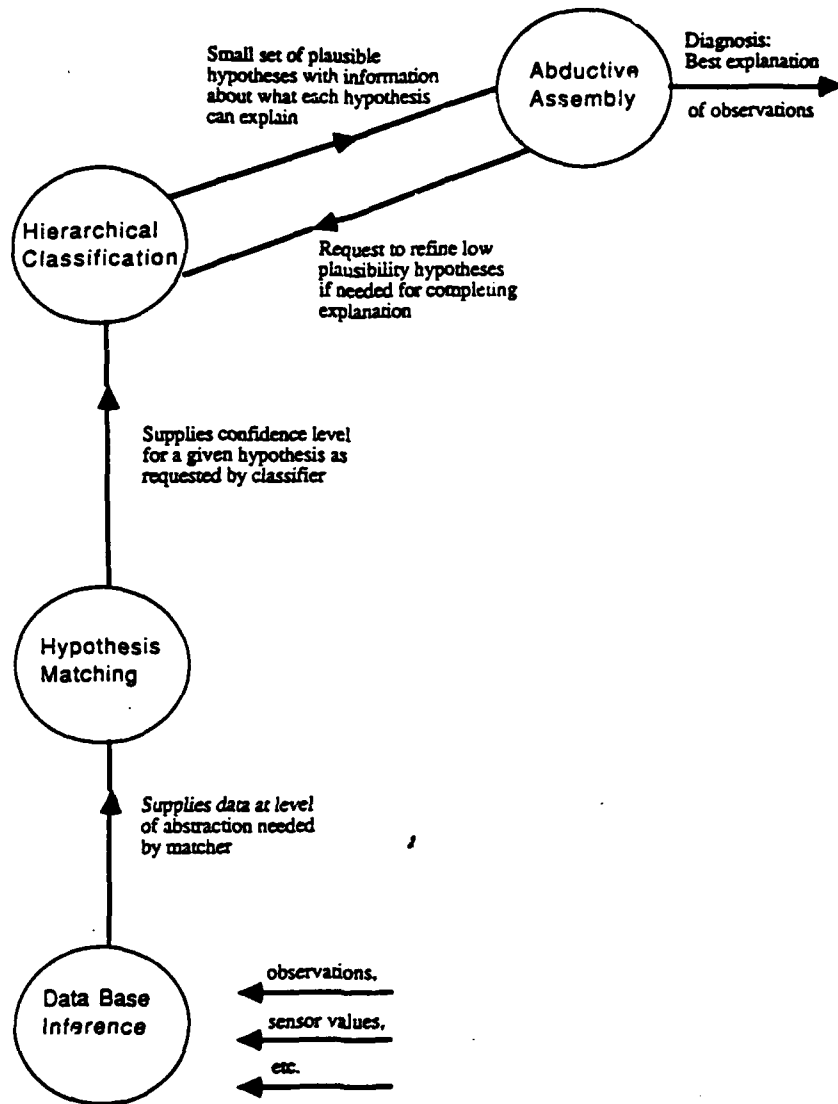 Small set of plausible
hypotheses with information
about what each hypothesis
can explain
Abductive
Assembly
Diagnosis:
Best explanation
of observations
Hierarchical
Classification
Request to refine low
plausibility hypotheses
if needed for completing
explanation
Supplies confidence level
for a given hypothesis as
requested by classifier
Hypothesis
Matching
Supplies data at level
of abstraction needed
by matcher
Data Base
Inference
observations,
sensor values,
etc.